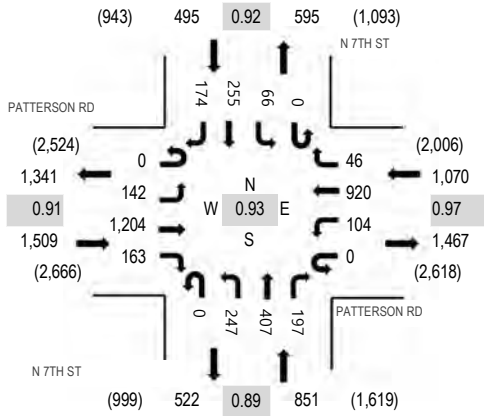 (943) 495 0.92 595 (1,093)
N 7TH ST
174 255 66 0
PATTERSON RD
(2,524) 0 46 (2,006)
1,341 142 920 1,070
N
0.91 W 0.93 E 0.97
1,204 104
S
1,509 163 0 1,467
(2,666) (2,618)
0 247 407 197
PATTERSON RD
N 7TH ST
(999) 522 0.89 851 (1,619)